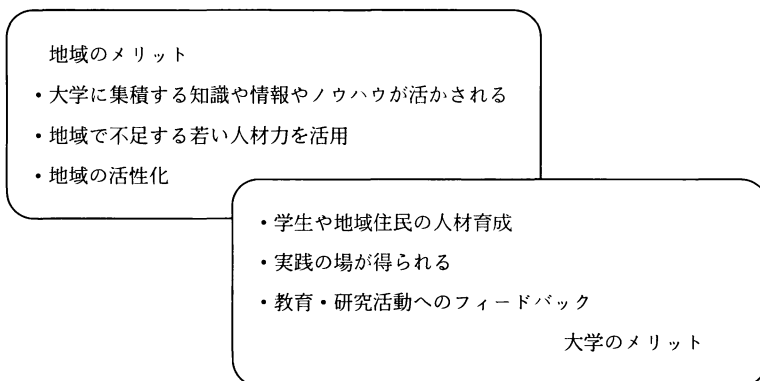 地域のメリット
・大学に集積する知識や情報やノウハウが活かされる
・地域で不足する若い人材力を活用
・地域の活性化
・学生や地域住民の人材育成
・実践の場が得られる
・教育・研究活動へのフィードバック
大学のメリット